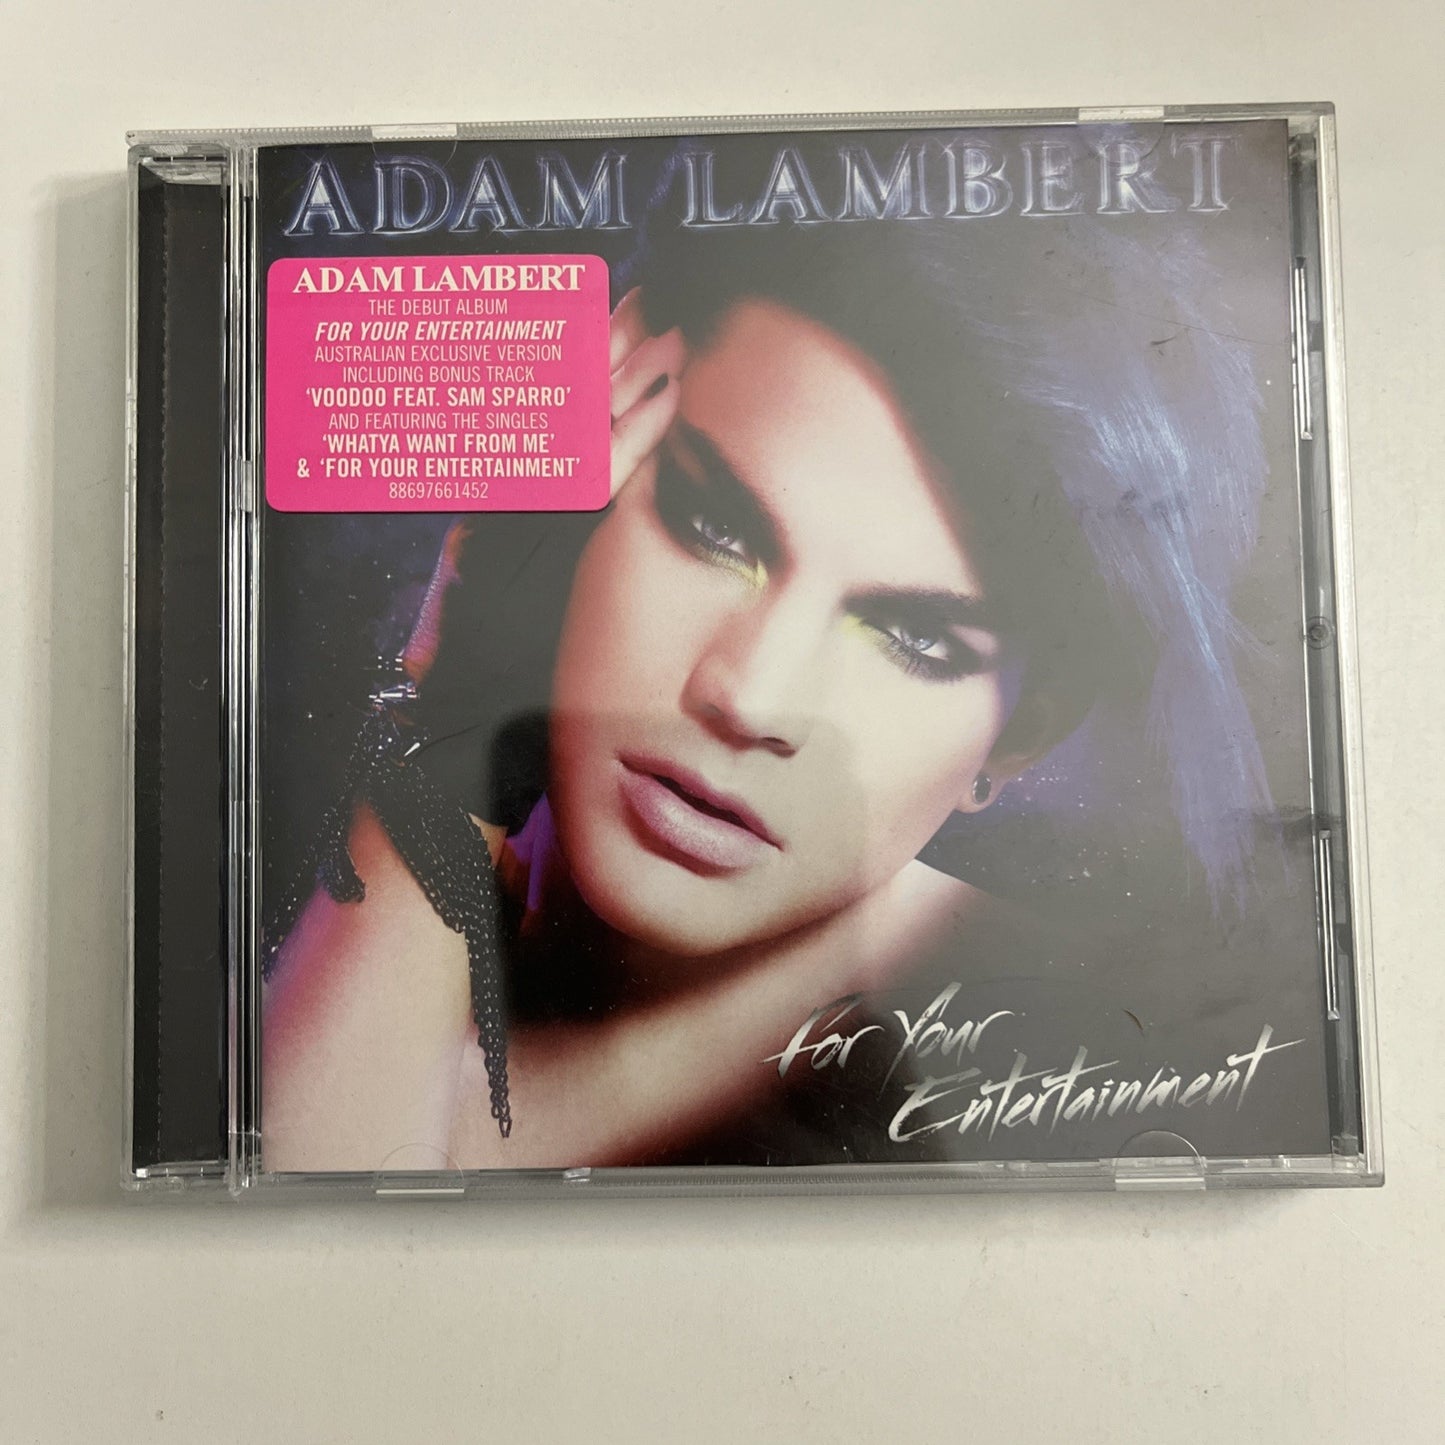 ADAM LAMBERT
ADAM LAMBERT
THE DEBUT ALBUM
FOR YOUR ENTERTAINMENT
AUSTRALIAN EXCLUSIVE VERSION
INCLUDING BONUS TRACK
‘VOODOO FEAT. SAM SPARRO’
AND FEATURING THE SINGLES
‘WHATYA WANT FROM ME’
& ‘FOR YOUR ENTERTAINMENT’
88697661452
For Your
Entertainment